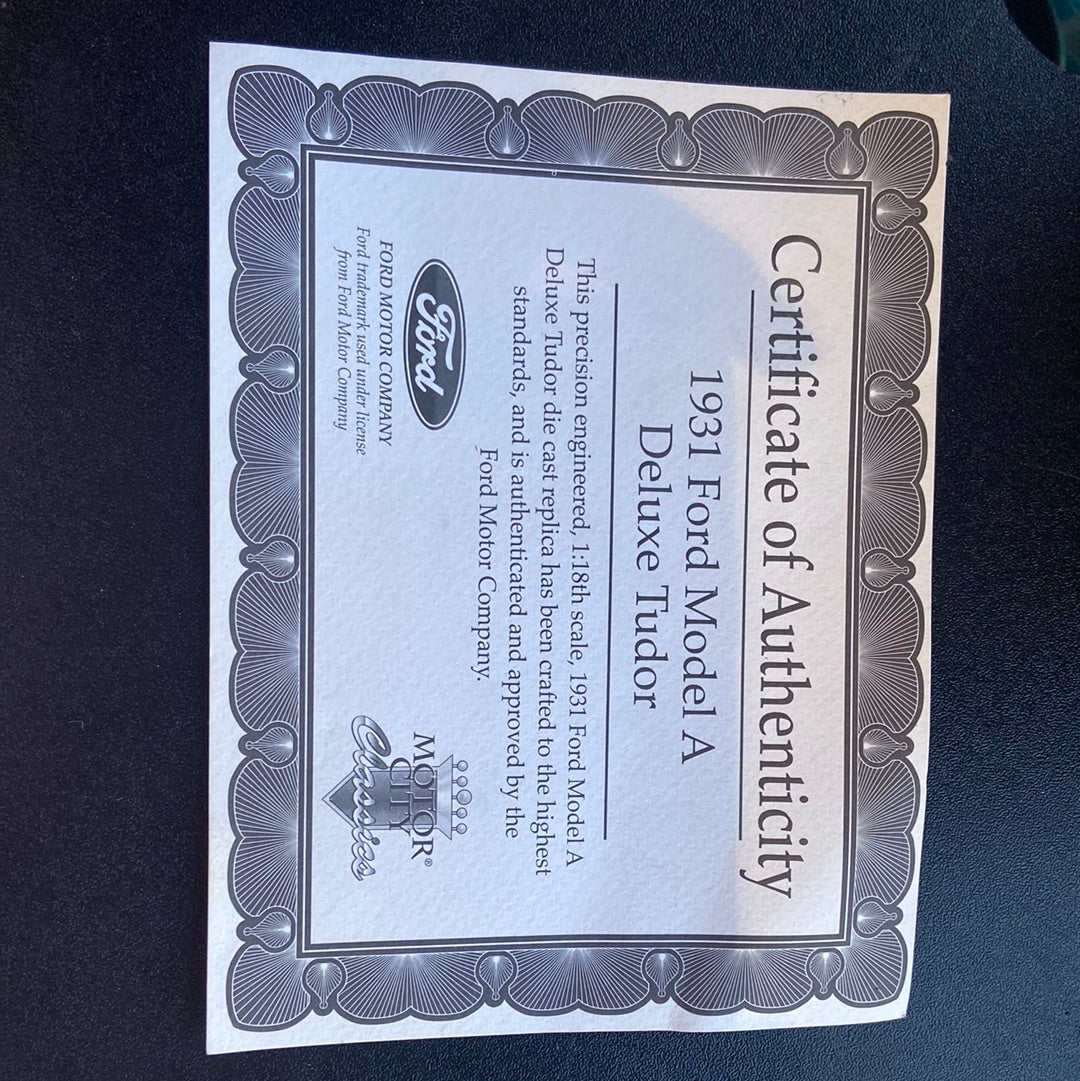 Certificate of Authenticity
1931 Ford Model A
Deluxe Tudor
This precision engineered, 1:18th scale, 1931 Ford Model A
Deluxe Tudor die cast replica has been crafted to the highest
standards, and is authenticated and approved by the
Ford Motor Company.
Ford
FORD MOTOR COMPANY
Ford trademark used under license
from Ford Motor Company
MOTOR®
CITY
Classics